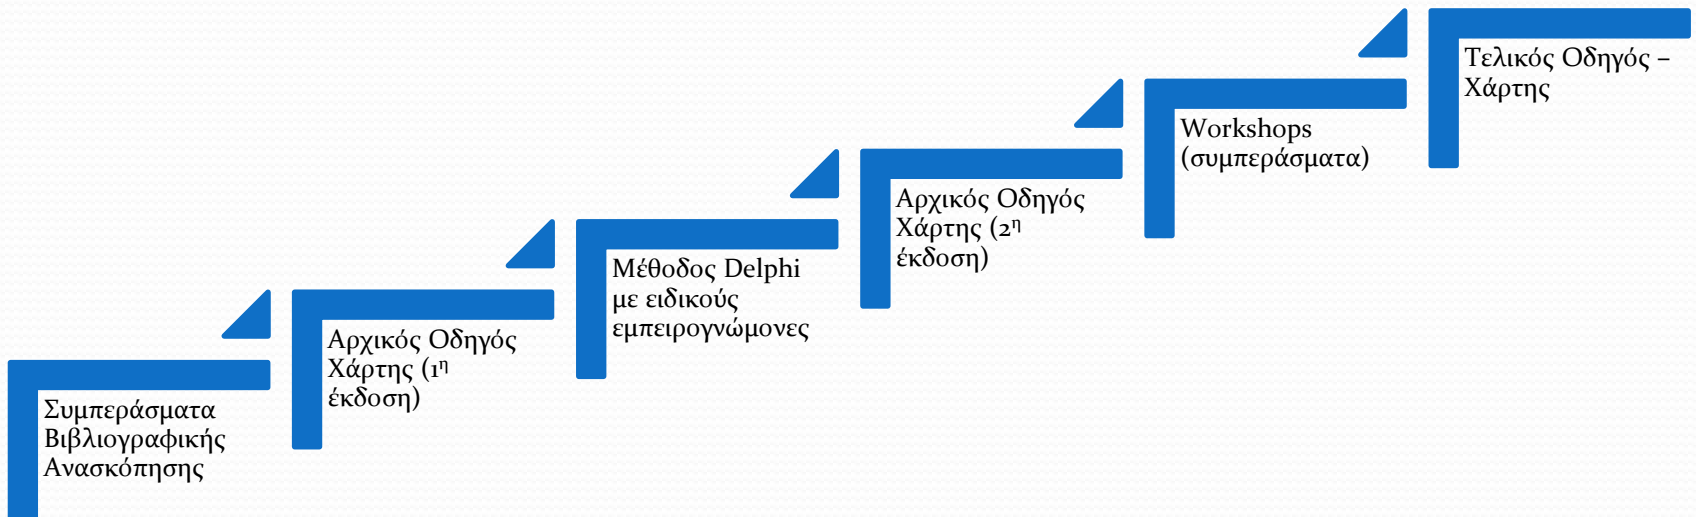 Συμπεράσματα
Βιβλιογραφικής
Ανασκόπησης
Αρχικός Οδηγός
Χάρτης (1η
έκδοση)
Μέθοδος Delphi
με ειδικούς
εμπειρογνώμονες
Αρχικός Οδηγός
Χάρτης (2η
έκδοση)
Workshops
(συμπεράσματα)
Τελικός Οδηγός –
Χάρτης